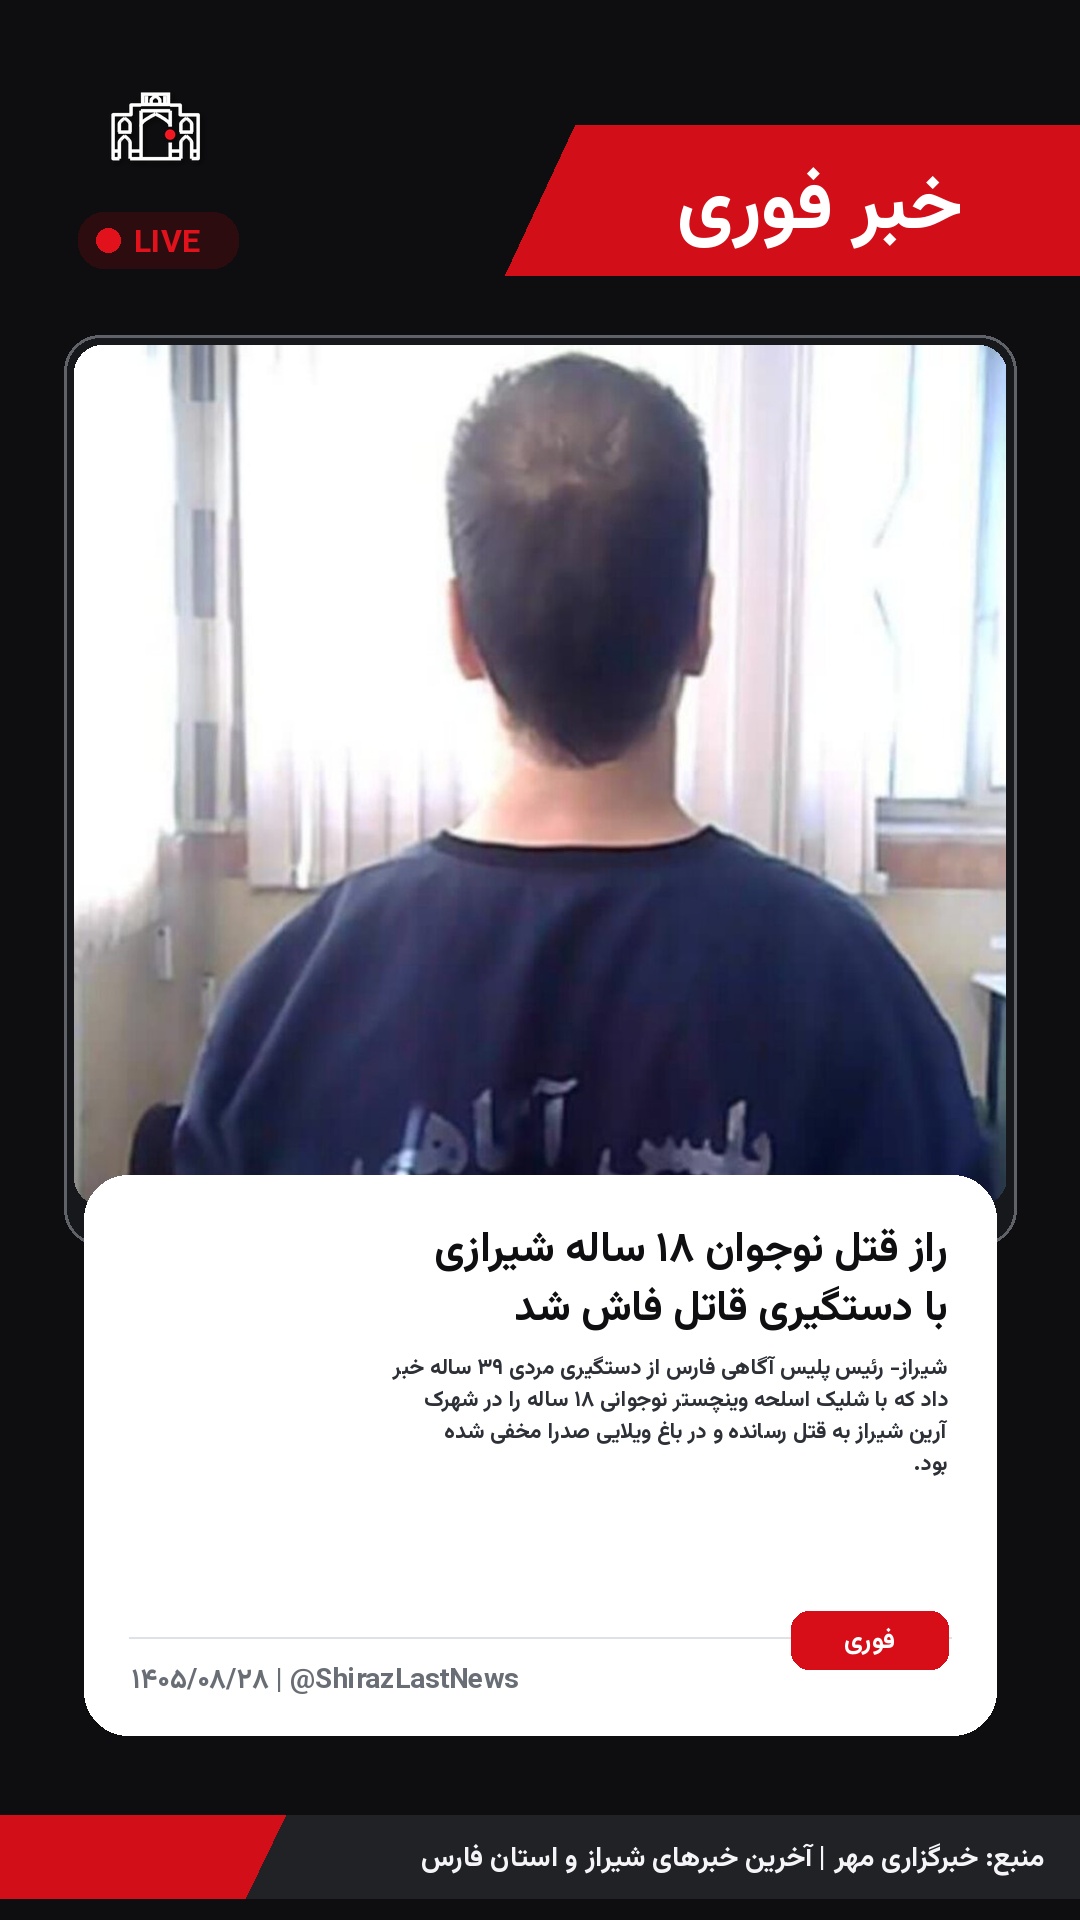 خبر فوری
LIVE
پلیس آگاهی
راز قتل نوجوان ۱۸ ساله شیرازی
با دستگیری قاتل فاش شد
شیراز- رئیس پلیس آگاهی فارس از دستگیری مردی ۳۹ ساله خبر
داد که با شلیک اسلحه وینچستر نوجوانی ۱۸ ساله را در شهرک
آرین شیراز به قتل رسانده و در باغ ویلایی صدرا مخفی شده
بود.
فوری
۱۴۰۵/۰۸/۲۸ | @ShirazLastNews
منبع: خبرگزاری مهر | آخرین خبرهای شیراز و استان فارس